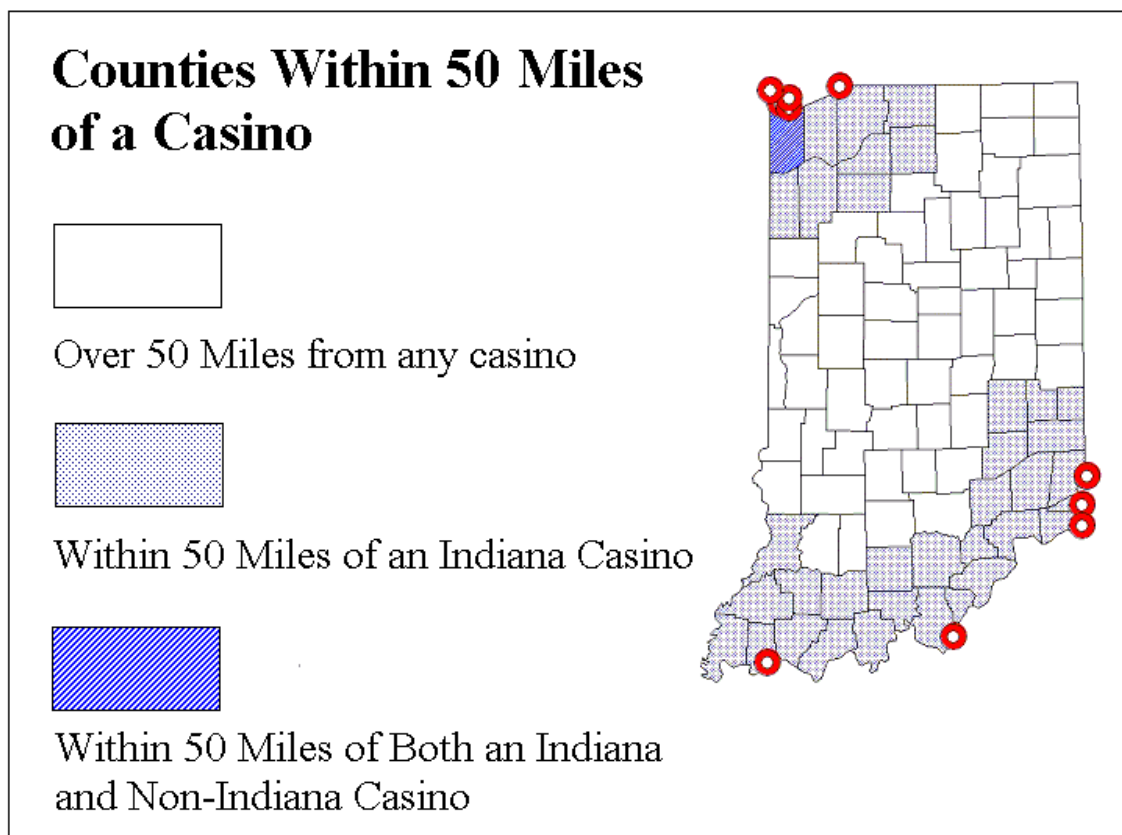 Counties Within 50 Miles
of a Casino
Over 50 Miles from any casino
Within 50 Miles of an Indiana Casino
Within 50 Miles of Both an Indiana
and Non-Indiana Casino